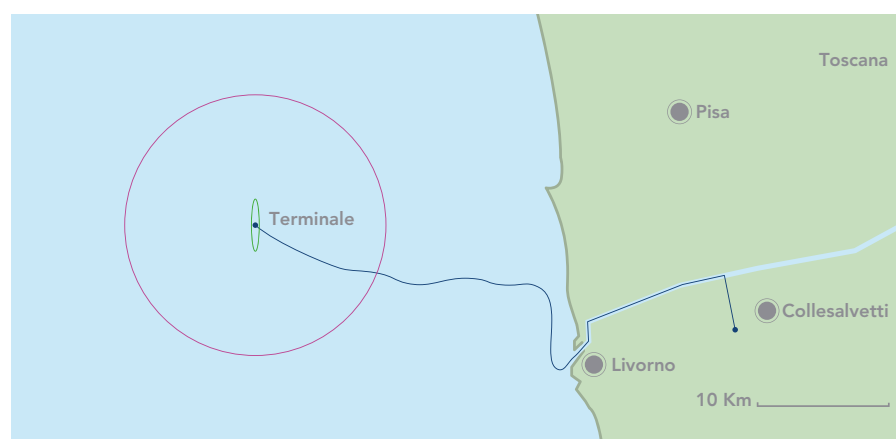 Toscana
Pisa
Terminale
Collesalvetti
Livorno
10 Km